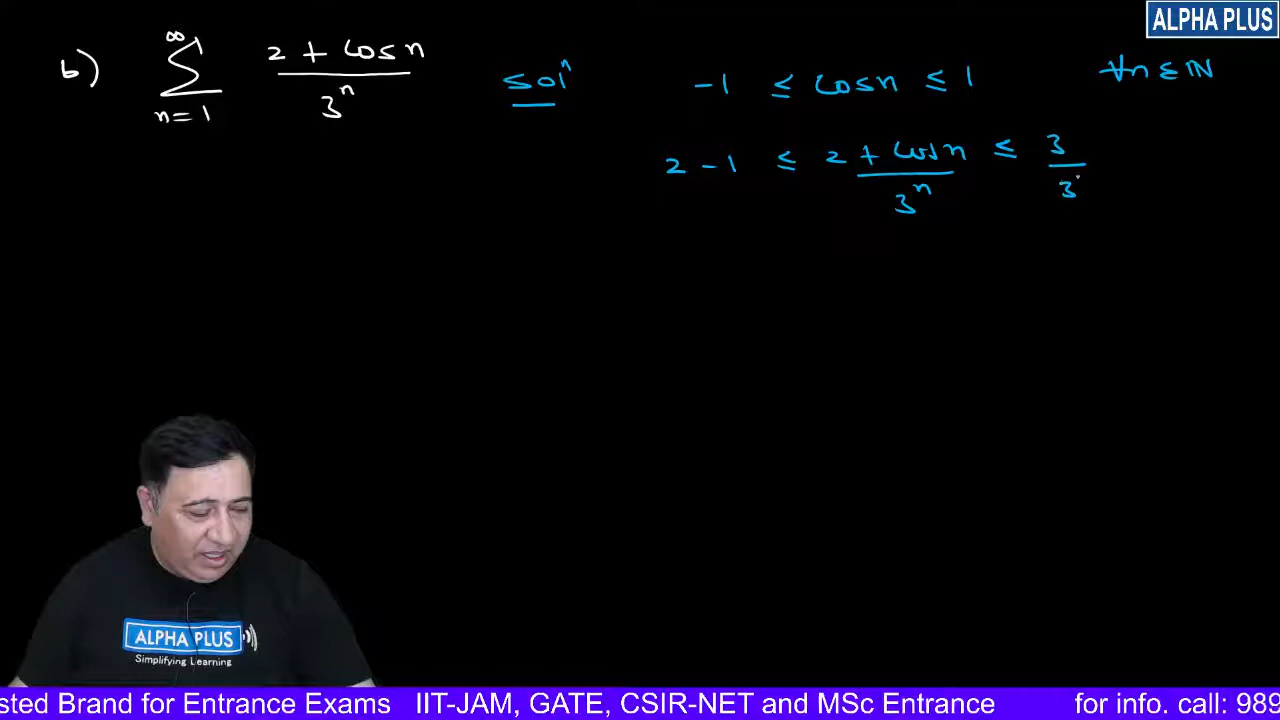 ALPHA PLUS
b) ∞ Σ n=1 2 + cos n / 3^n
solⁿ -1 ≤ cos n ≤ 1 ∀n ∈ ℕ
2 - 1 ≤ 2 + cos n / 3^n ≤ 3 / 3
ALPHA PLUS
Simplifying Learning
sted Brand for Entrance Exams IIT-JAM, GATE, CSIR-NET and MSc Entrance for info. call: 989